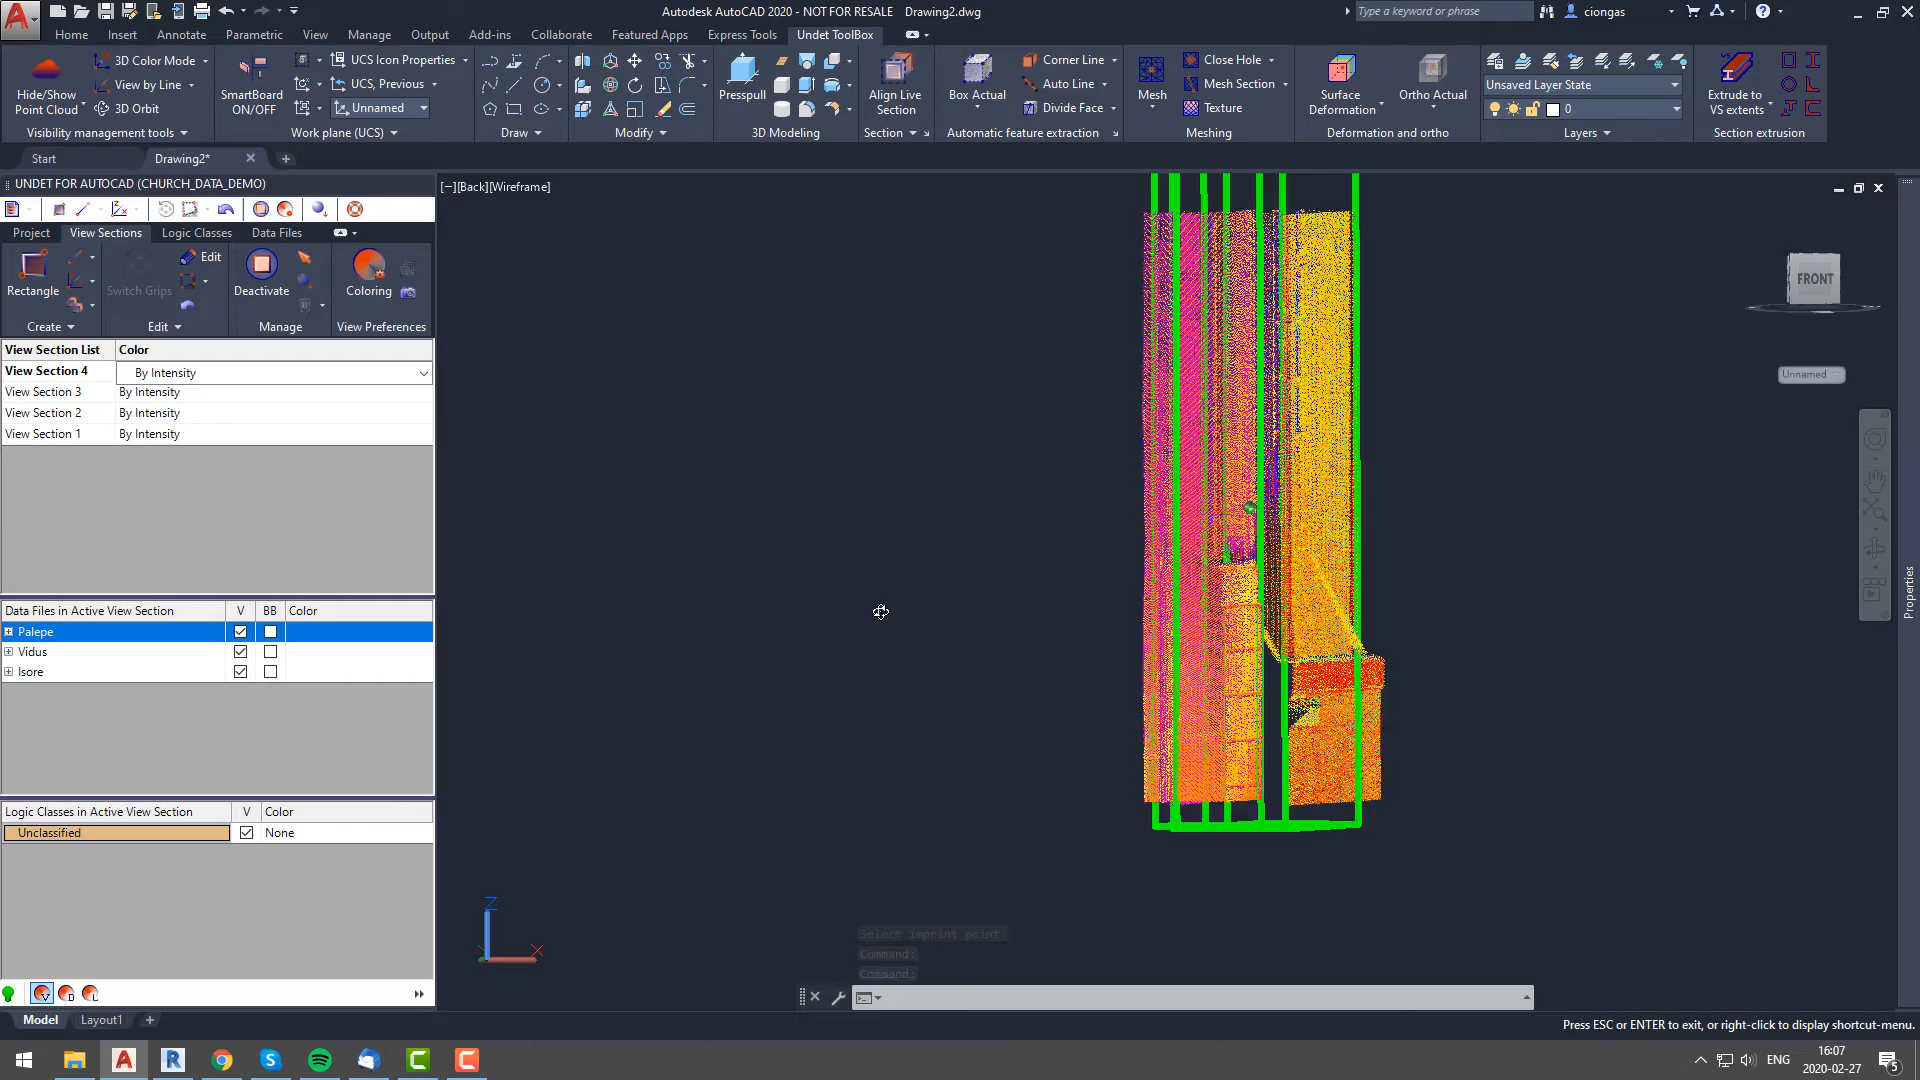 Autodesk AutoCAD 2020 - NOT FOR RESALE Drawing2.dwg
Type a keyword or phrase
ciongas
Home Insert Annotate Parametric View Manage Output Add-ins Collaborate Featured Apps Express Tools Undet ToolBox
Hide/Show Point Cloud
3D Color Mode
View by Line
3D Orbit
Visibility management tools
SmartBoard ON/OFF
UCS Icon Properties
UCS, Previous
Unnamed
Work plane (UCS)
Draw
Modify
Presspull
3D Modeling
Align Live Section
Section
Box Actual
Corner Line
Auto Line
Divide Face
Automatic feature extraction
Mesh
Close Hole
Mesh Section
Texture
Meshing
Surface Deformation
Ortho Actual
Deformation and ortho
Unsaved Layer State
0
Layers
Extrude to VS extents
Section extrusion
Start
Drawing2*
UNDET FOR AUTOCAD (CHURCH_DATA_DEMO)
Project View Sections Logic Classes Data Files
Rectangle
Create
Switch Grips
Edit
Edit
Deactivate
Manage
Coloring
View Preferences
View Section List Color
View Section 4 By Intensity
View Section 3 By Intensity
View Section 2 By Intensity
View Section 1 By Intensity
Data Files in Active View Section V BB Color
Palepe
Vidus
Isore
Logic Classes in Active View Section V Color
Unclassified None
[−][Back][Wireframe]
FRONT
Unnamed
Properties
Z
X
Select imprint point:
Command:
Command:
Model Layout1
Press ESC or ENTER to exit, or right-click to display shortcut-menu.
ENG
16:07
2020-02-27
5